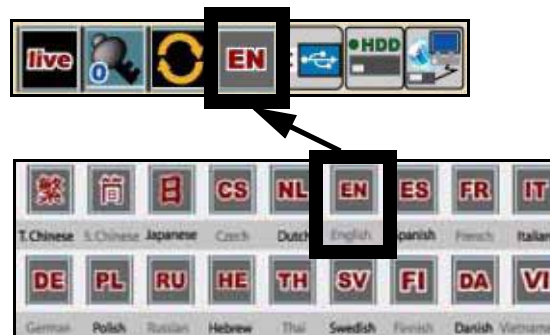 live 0 EN HDD
繁 简 日 CS NL EN ES FR IT
T.Chinese S.Chinese Japanese Czech Dutch English Spanish French Italian
DE PL RU HE TH SV FI DA VI
German Polish Russian Hebrew Thai Swedish Finnish Danish Vietnamese